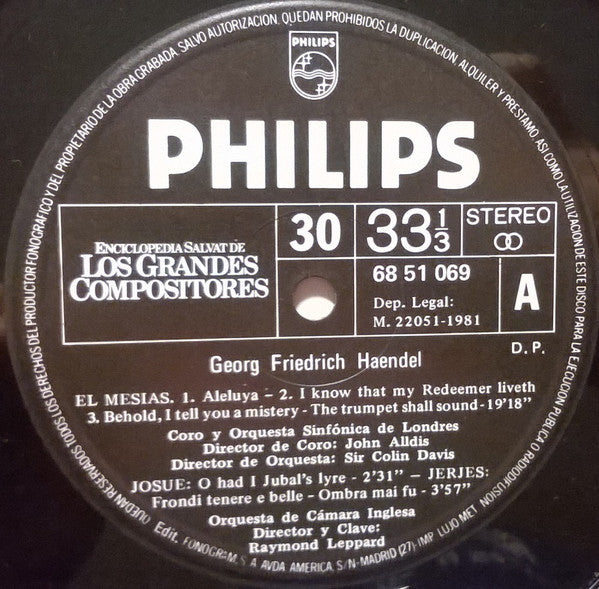 RESERVADOS TODOS LOS DERECHOS DEL PRODUCTOR FONOGRAFICO Y DEL PROPIETARIO DE LA OBRA GRABADA. SALVO AUTORIZACION, QUEDAN PROHIBIDOS LA DUPLICACION, ALQUILER Y PRESTAMO, ASI COMO LA UTILIZACION DE ESTE DISCO PARA LA EJECUCION PUBLICA O RADIODIFUSION
PHILIPS
PHILIPS
ENCICLOPEDIA SALVAT DE
LOS GRANDES
COMPOSITORES
30
33 1/3
STEREO
68 51 069
Dep. Legal:
M. 22051-1981
A
D. P.
Georg Friedrich Haendel
EL MESIAS. 1. Aleluya - 2. I know that my Redeemer liveth
3. Behold, I tell you a mistery - The trumpet shall sound - 19'18"
Coro y Orquesta Sinfónica de Londres
Director de Coro: John Alldis
Director de Orquesta: Sir Colin Davis
JOSUE: O had I Jubal's lyre - 2'31" - JERJES:
Frondi tenere e belle - Ombra mai fu - 3'57"
Orquesta de Cámara Inglesa
Director y Clave:
Raymond Leppard
QUEDAN Edit. FONOGRAM, S. A. AVDA. AMERICA, S/N-MADRID (27)-IMP. LUJO MET.